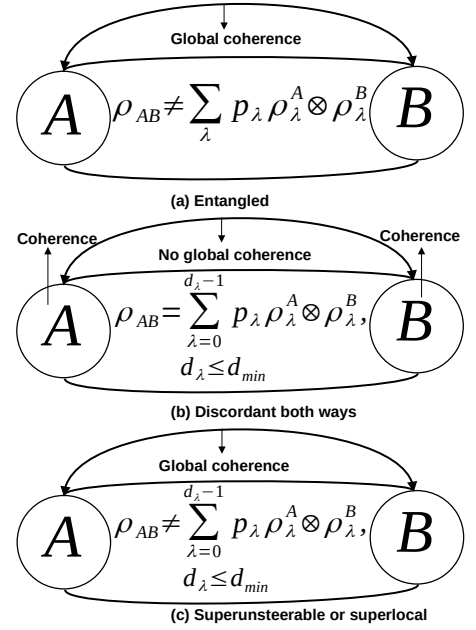 Global coherence
A ρ_AB ≠ ∑_λ p_λ ρ_λ^A ⊗ ρ_λ^B B
(a) Entangled
Coherence Coherence
No global coherence
A ρ_AB = ∑_{λ=0}^{d_λ−1} p_λ ρ_λ^A ⊗ ρ_λ^B, B
d_λ ≤ d_min
(b) Discordant both ways
Global coherence
A ρ_AB ≠ ∑_{λ=0}^{d_λ−1} p_λ ρ_λ^A ⊗ ρ_λ^B, B
d_λ ≤ d_min
(c) Superunsteerable or superlocal